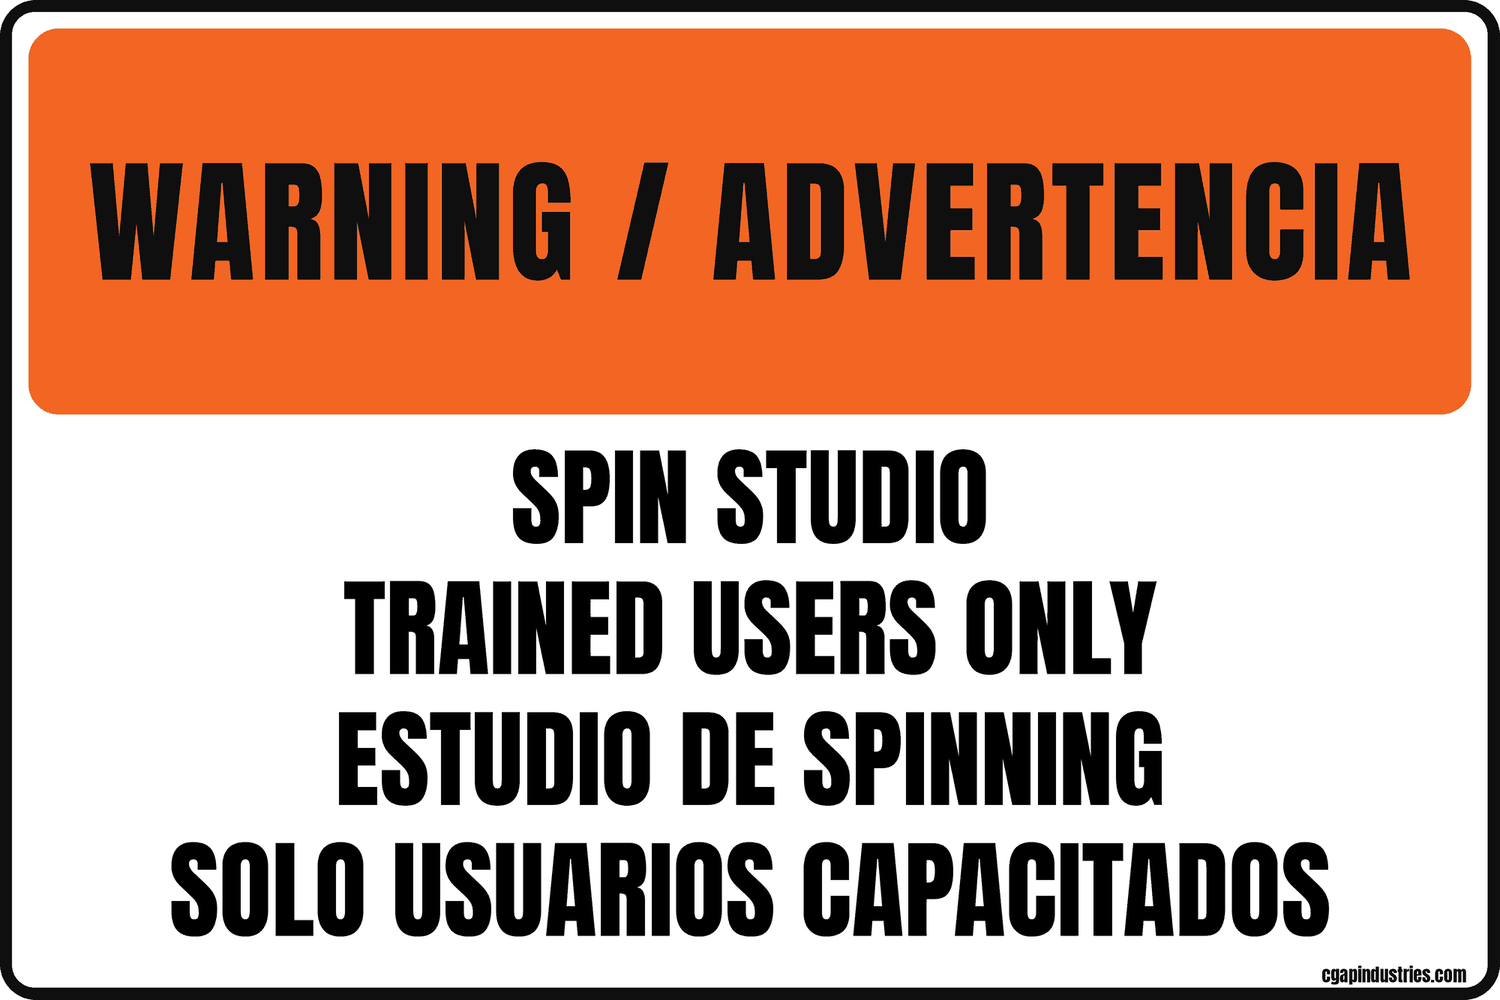 WARNING / ADVERTENCIA
SPIN STUDIO
TRAINED USERS ONLY
ESTUDIO DE SPINNING
SOLO USUARIOS CAPACITADOS
cgapindustries.com